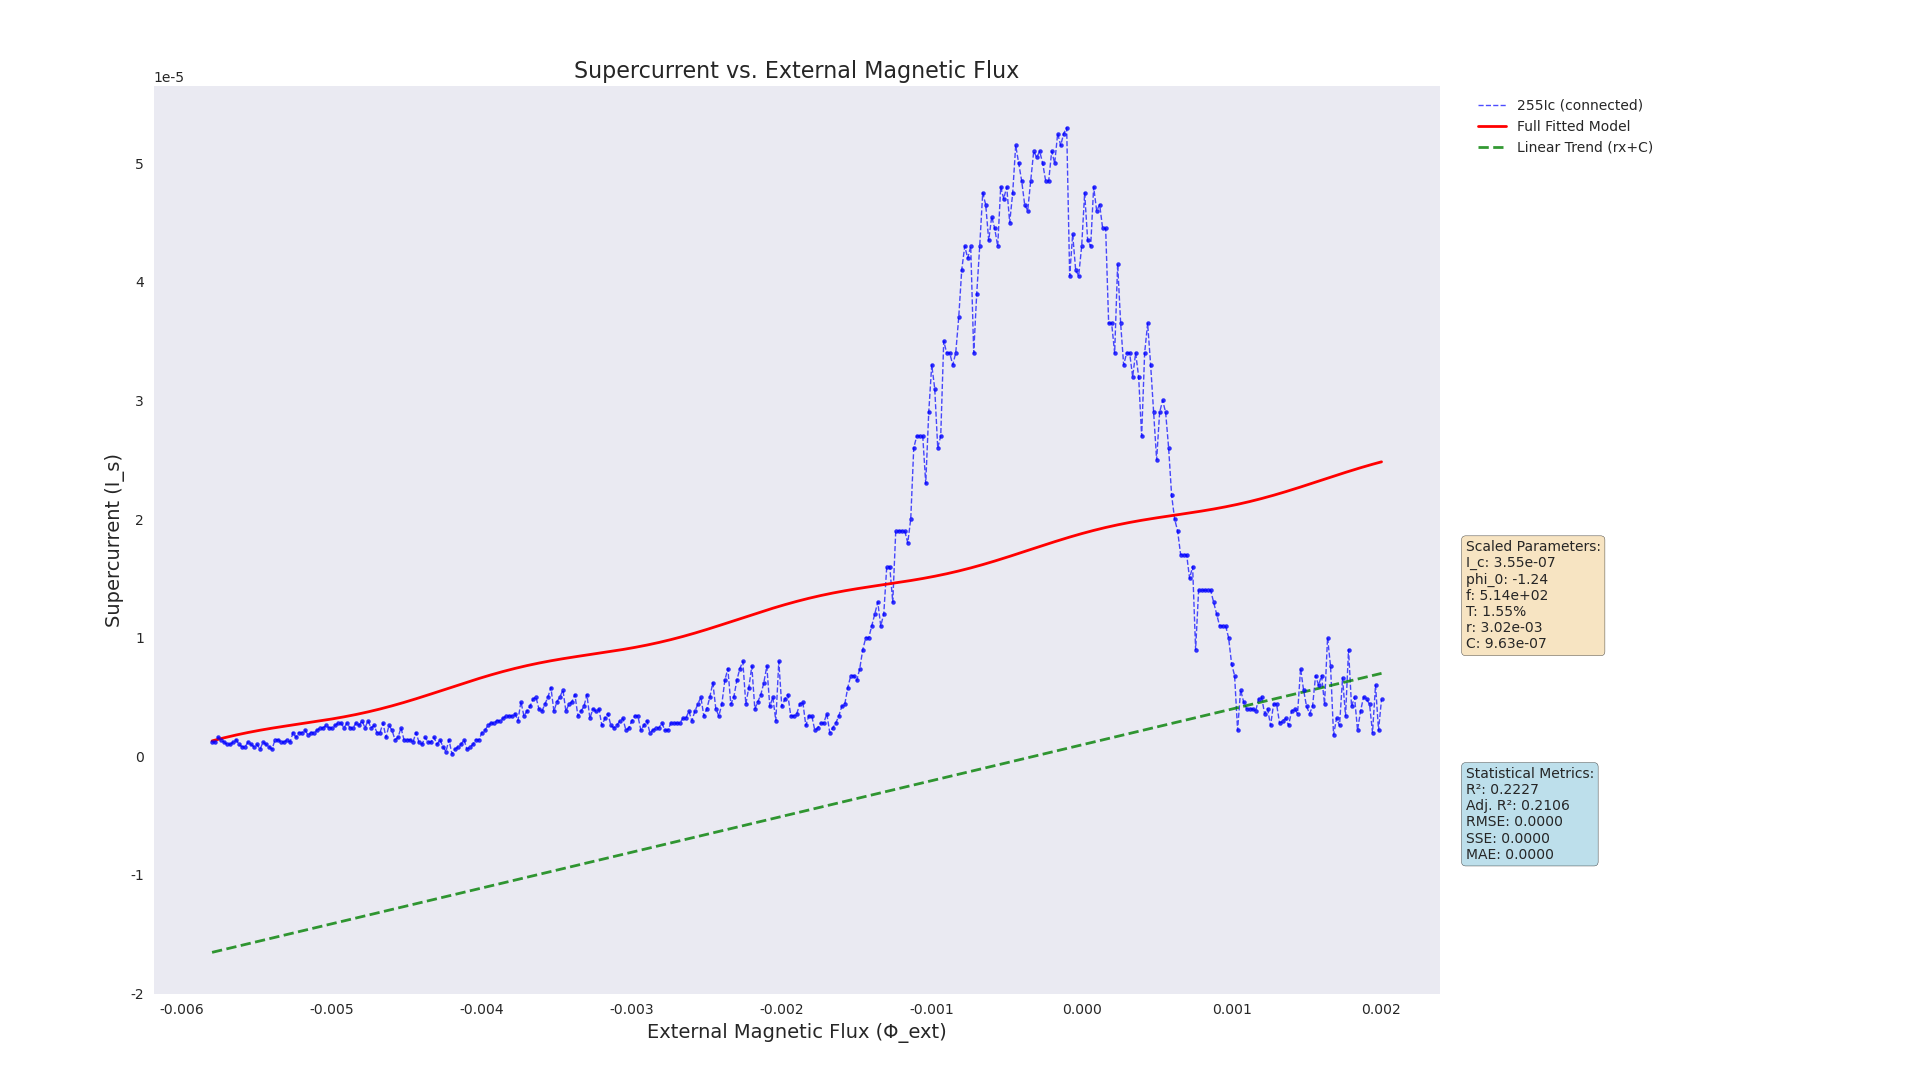 Supercurrent vs. External Magnetic Flux
1e-5
5
4
3
2
1
0
-1
-2
Supercurrent (I_s)
-0.006
-0.005
-0.004
-0.003
-0.002
-0.001
0.000
0.001
0.002
External Magnetic Flux (Φ_ext)
255Ic (connected)
Full Fitted Model
Linear Trend (rx+C)
Scaled Parameters:
I_c: 3.55e-07
phi_0: -1.24
f: 5.14e+02
T: 1.55%
r: 3.02e-03
C: 9.63e-07
Statistical Metrics:
R²: 0.2227
Adj. R²: 0.2106
RMSE: 0.0000
SSE: 0.0000
MAE: 0.0000